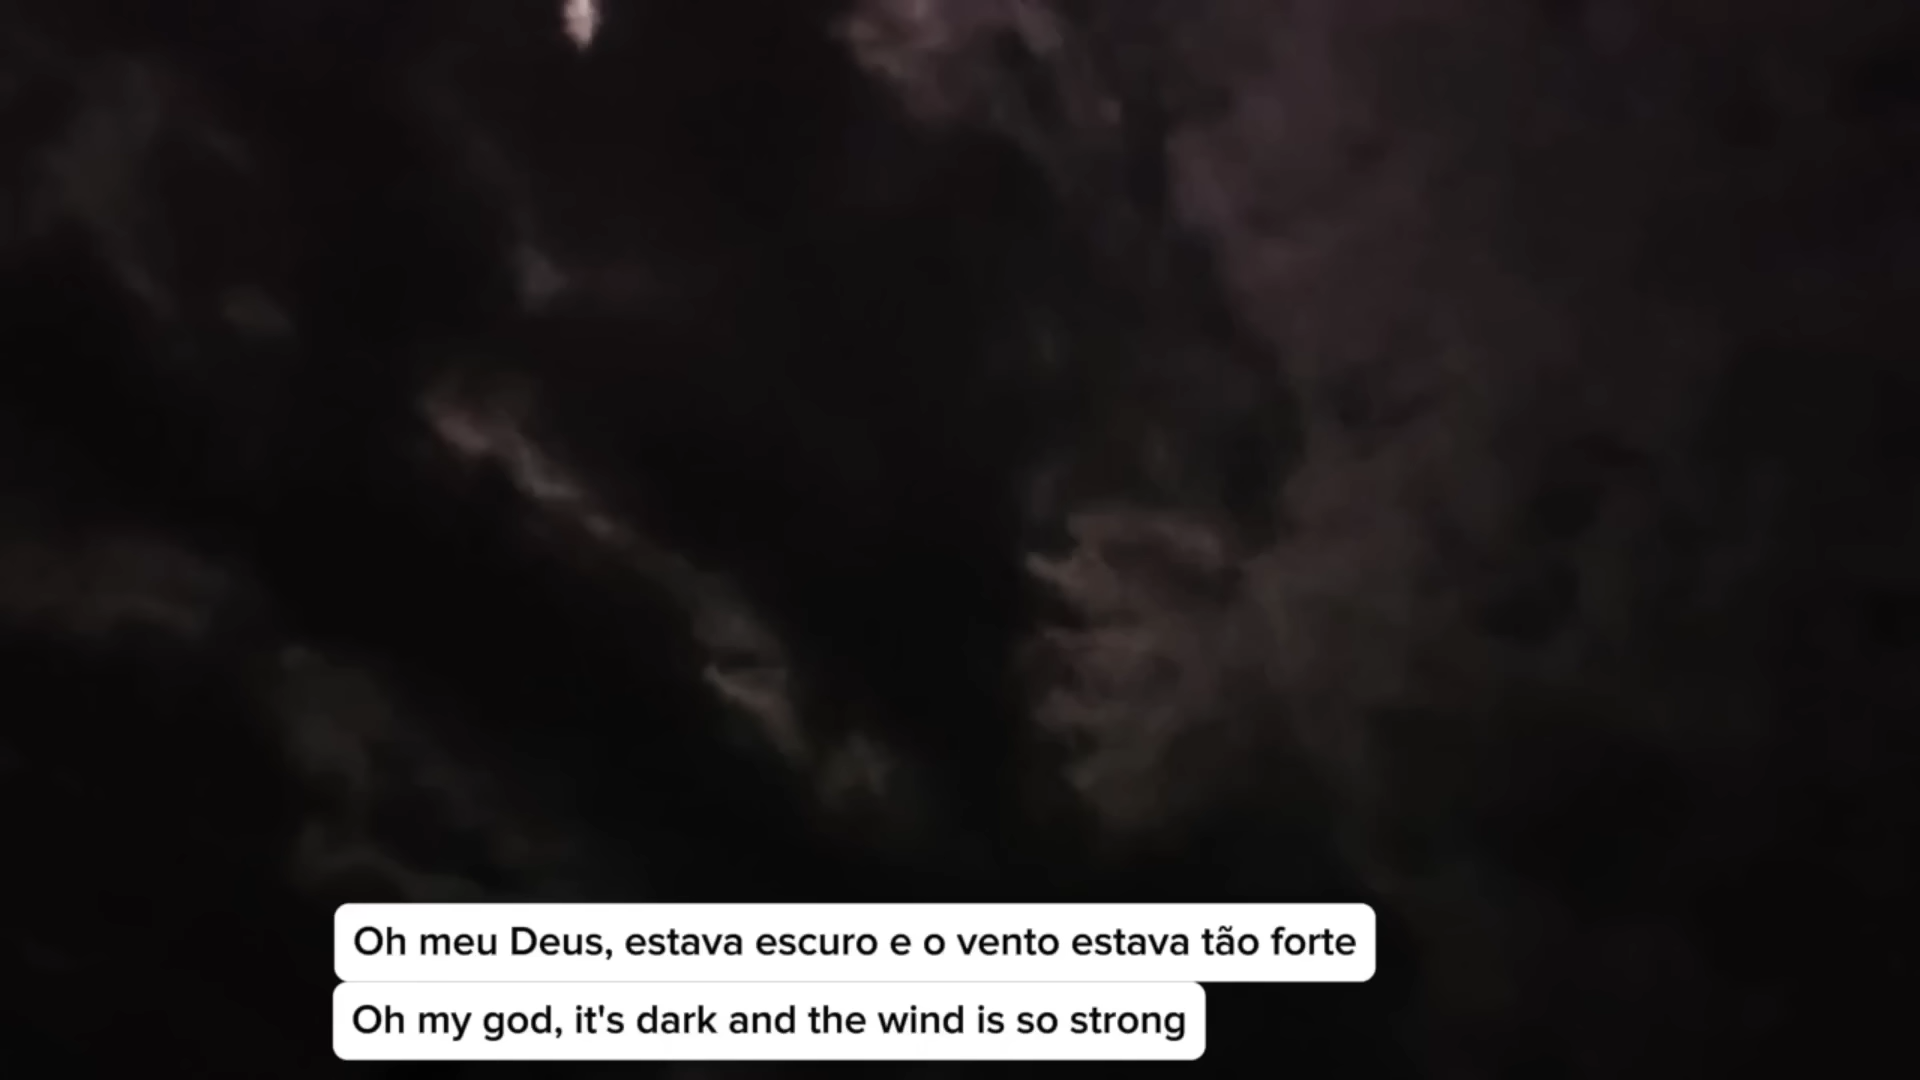 Oh meu Deus, estava escuro e o vento estava tão forte
Oh my god, it's dark and the wind is so strong